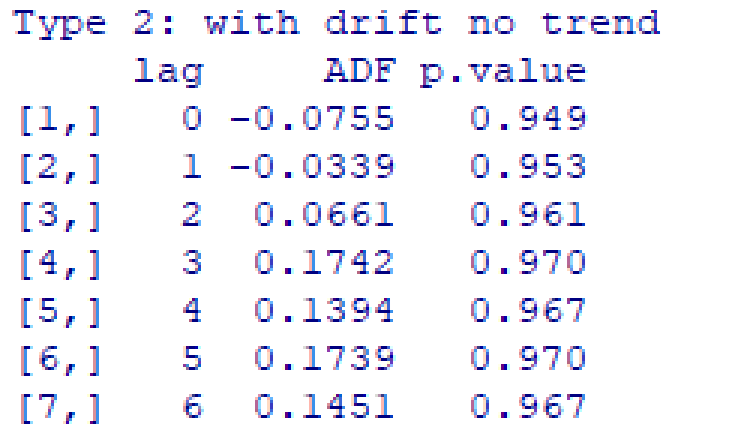 Type 2: with drift no trend
     lag     ADF p.value
[1,]   0 -0.0755   0.949
[2,]   1 -0.0339   0.953
[3,]   2  0.0661   0.961
[4,]   3  0.1742   0.970
[5,]   4  0.1394   0.967
[6,]   5  0.1739   0.970
[7,]   6  0.1451   0.967